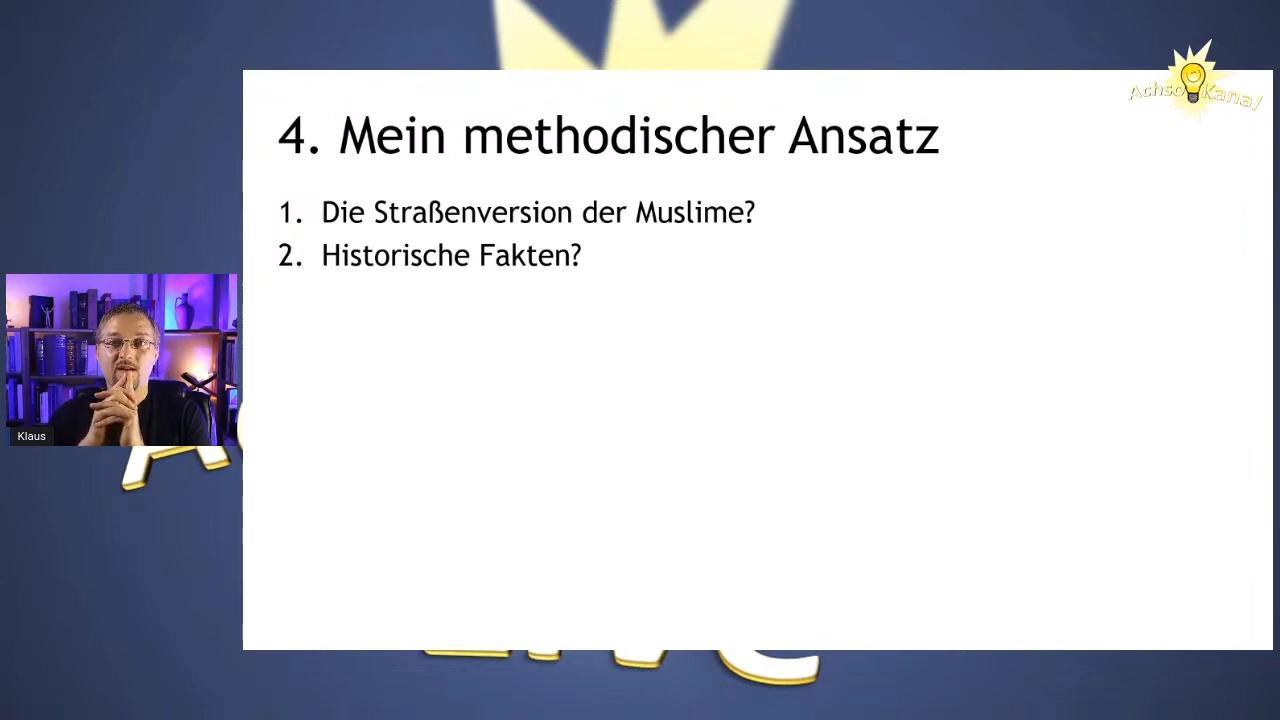 4. Mein methodischer Ansatz
1. Die Straßenversion der Muslime?
2. Historische Fakten?
Achso Kanal
Klaus